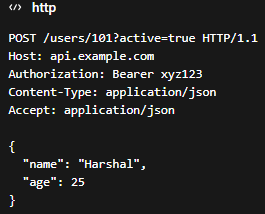 http
POST /users/101?active=true HTTP/1.1
Host: api.example.com
Authorization: Bearer xyz123
Content-Type: application/json
Accept: application/json
{
  "name": "Harshal",
  "age": 25
}